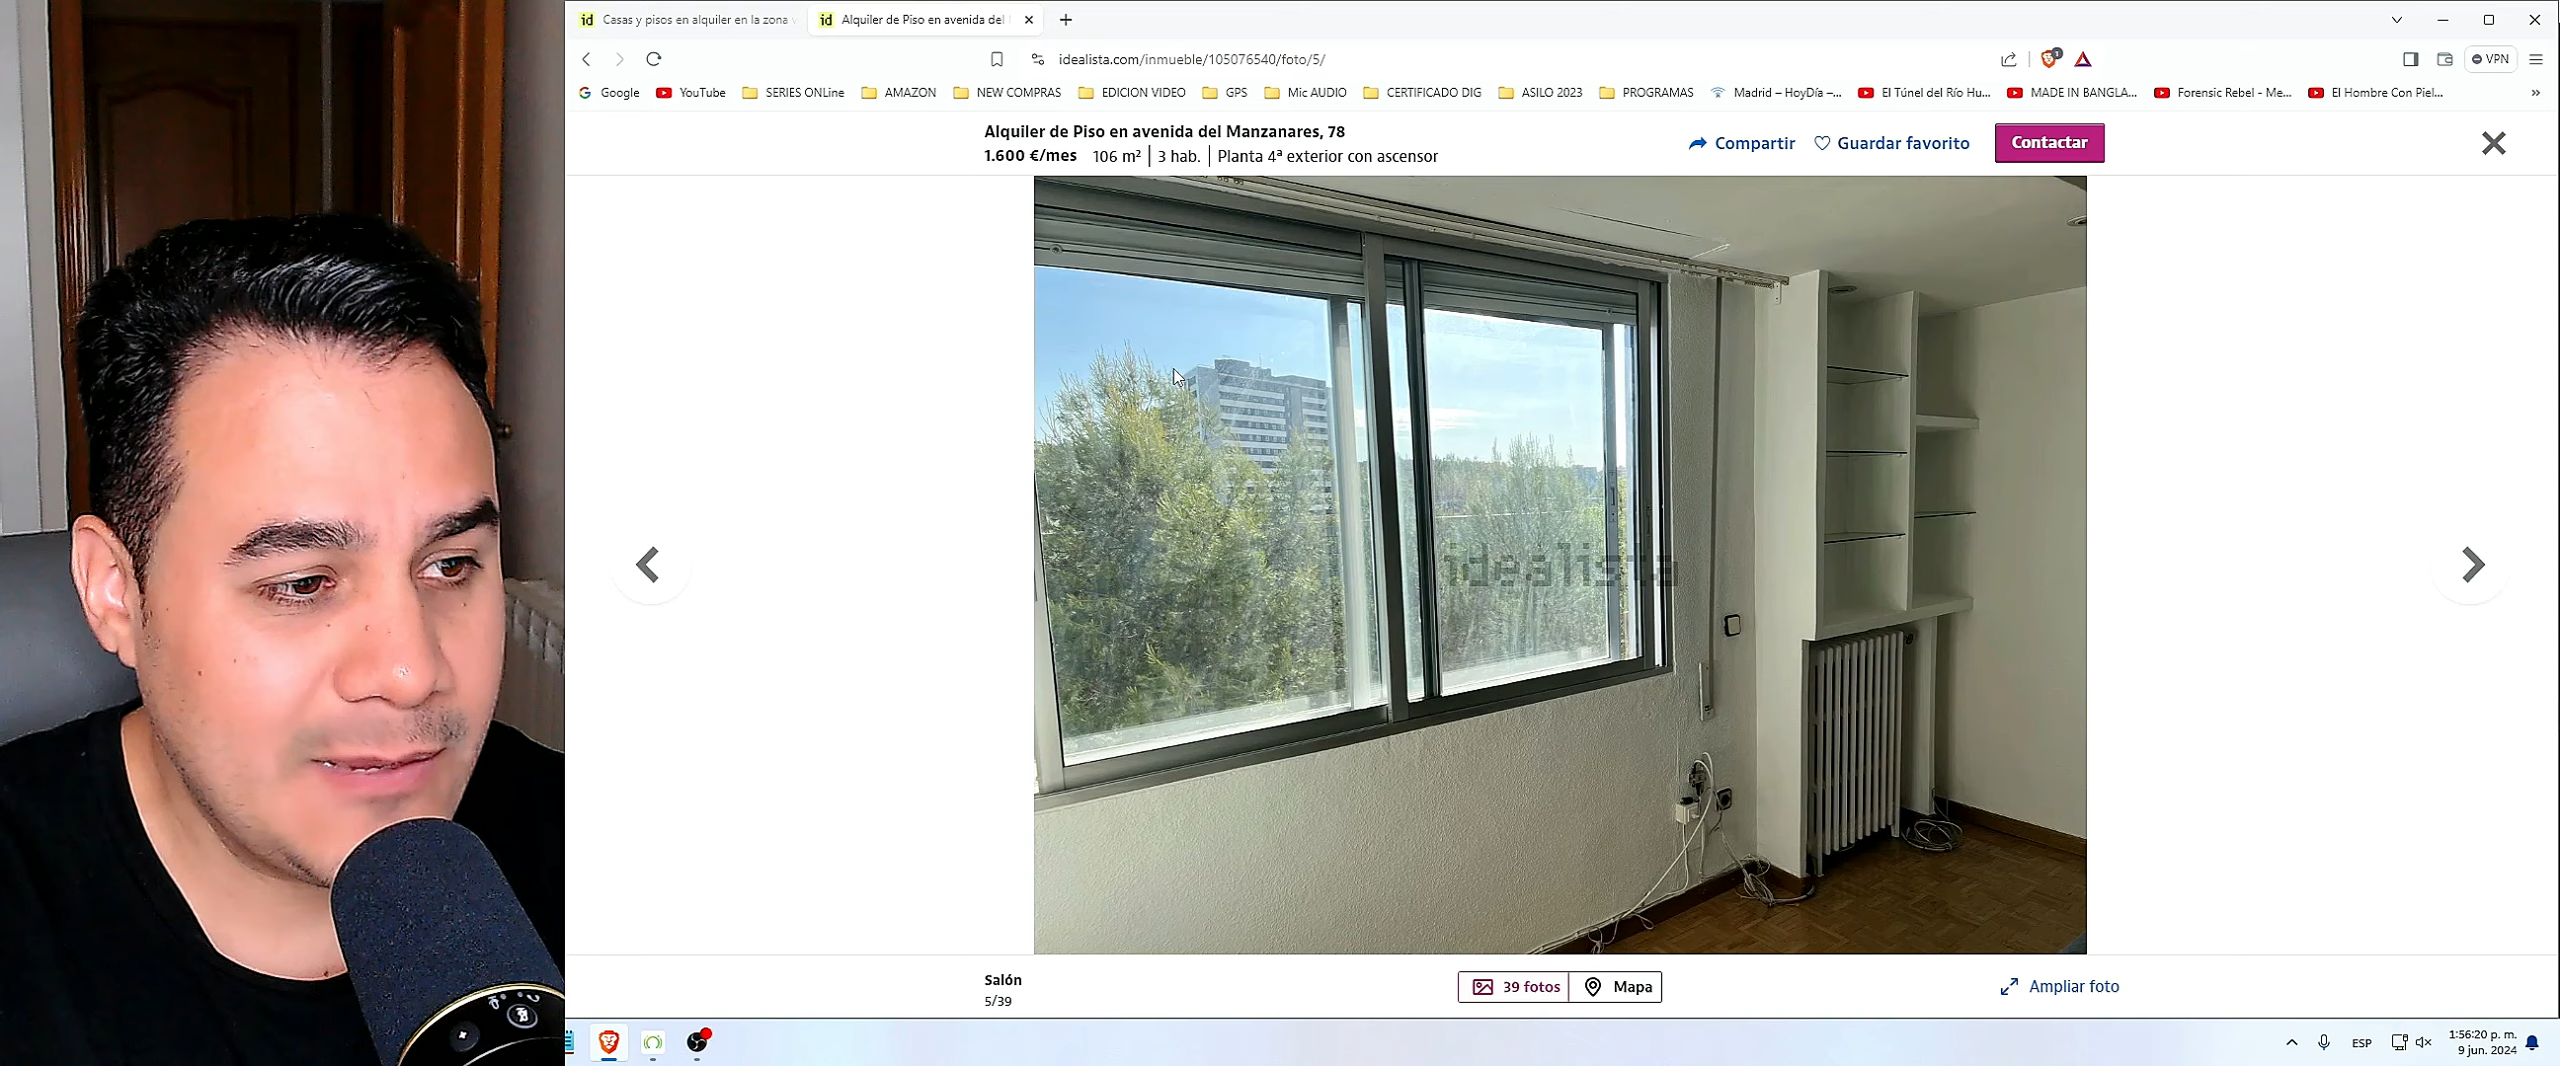 Casas y pisos en alquiler en la zona
Alquiler de Piso en avenida del
idealista.com/inmueble/105076540/foto/5/
VPN
Google
YouTube
SERIES ONLine
AMAZON
NEW COMPRAS
EDICION VIDEO
GPS
Mic AUDIO
CERTIFICADO DIG
ASILO 2023
PROGRAMAS
Madrid – HoyDía –...
El Túnel del Río Hu...
MADE IN BANGLA...
Forensic Rebel - Me...
El Hombre Con Piel...
Alquiler de Piso en avenida del Manzanares, 78
1.600 €/mes 106 m² | 3 hab. | Planta 4ª exterior con ascensor
Compartir
Guardar favorito
Contactar
idealista
Salón
5/39
39 fotos
Mapa
Ampliar foto
ESP
1:56:20 p. m.
9 jun. 2024